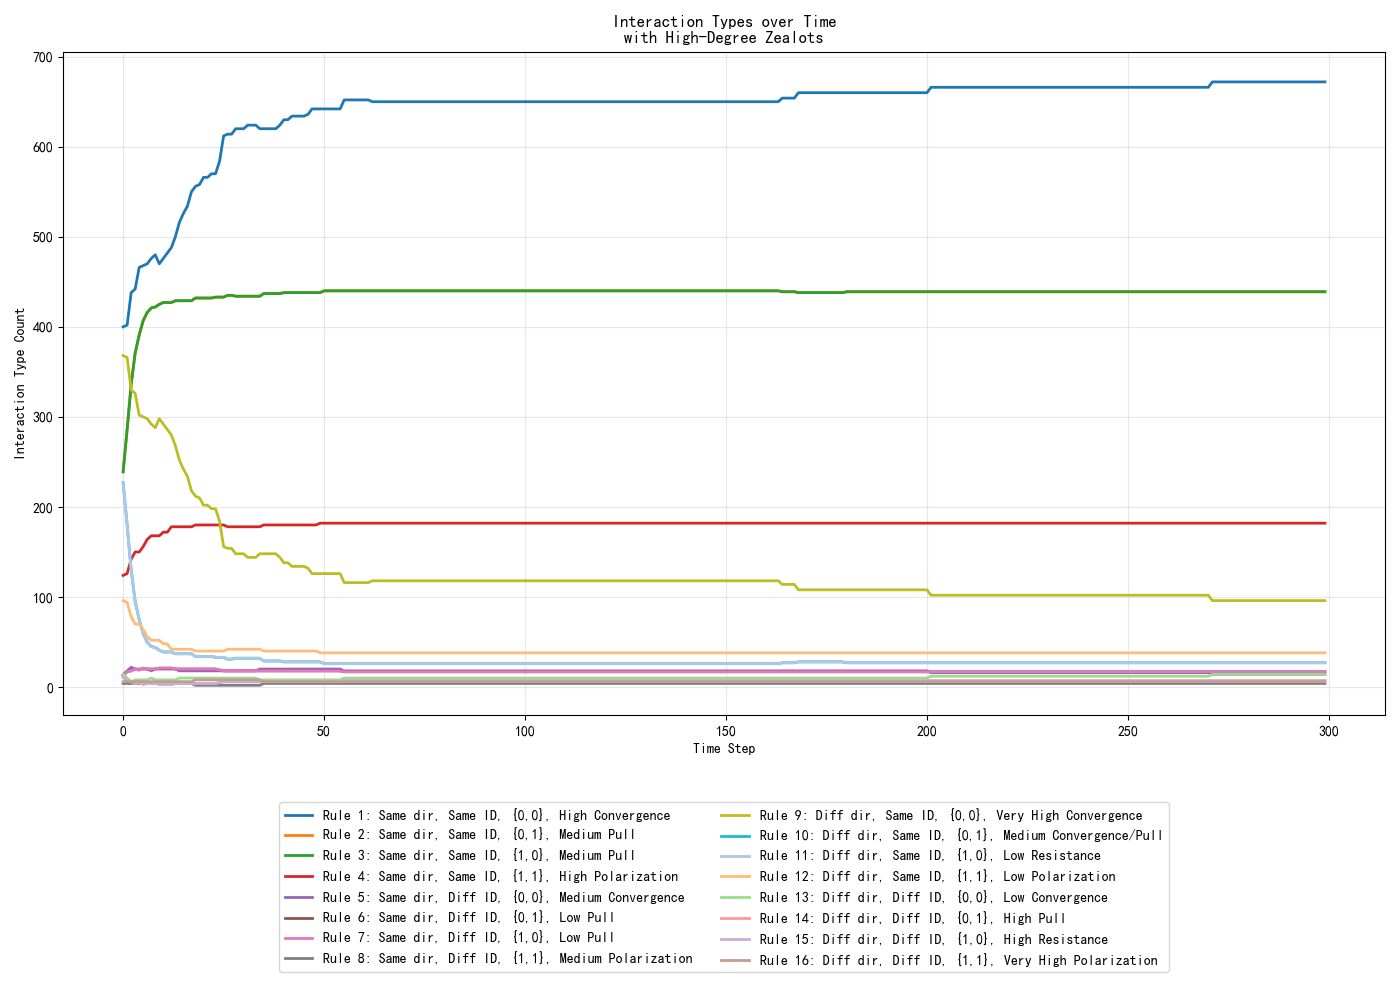 Interaction Types over Time
with High-Degree Zealots
Interaction Type Count
700
600
500
400
300
200
100
0
0 50 100 150 200 250 300
Time Step
Rule 1: Same dir, Same ID, {0,0}, High Convergence
Rule 2: Same dir, Same ID, {0,1}, Medium Pull
Rule 3: Same dir, Same ID, {1,0}, Medium Pull
Rule 4: Same dir, Same ID, {1,1}, High Polarization
Rule 5: Same dir, Diff ID, {0,0}, Medium Convergence
Rule 6: Same dir, Diff ID, {0,1}, Low Pull
Rule 7: Same dir, Diff ID, {1,0}, Low Pull
Rule 8: Same dir, Diff ID, {1,1}, Medium Polarization
Rule 9: Diff dir, Same ID, {0,0}, Very High Convergence
Rule 10: Diff dir, Same ID, {0,1}, Medium Convergence/Pull
Rule 11: Diff dir, Same ID, {1,0}, Low Resistance
Rule 12: Diff dir, Same ID, {1,1}, Low Polarization
Rule 13: Diff dir, Diff ID, {0,0}, Low Convergence
Rule 14: Diff dir, Diff ID, {0,1}, High Pull
Rule 15: Diff dir, Diff ID, {1,0}, High Resistance
Rule 16: Diff dir, Diff ID, {1,1}, Very High Polarization